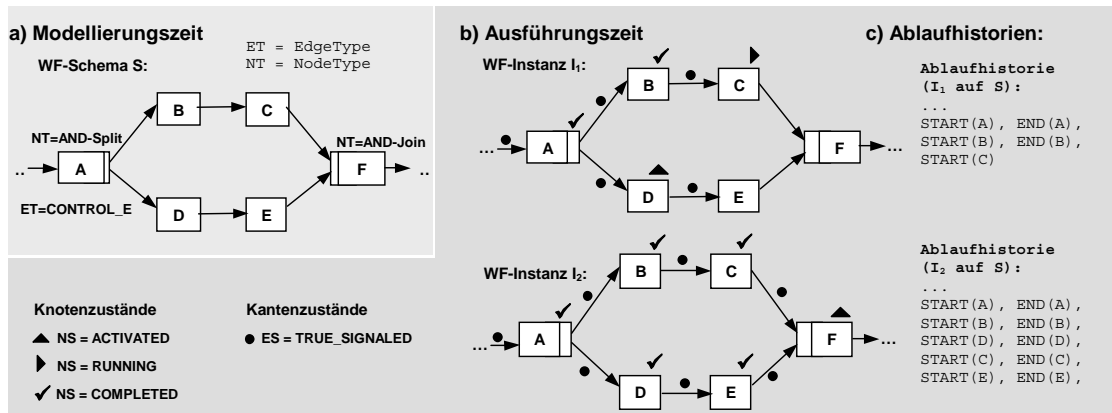 a) Modellierungszeit
ET = EdgeType
NT = NodeType
WF-Schema S:
B
C
NT=AND-Split
NT=AND-Join
..
A
F
..
ET=CONTROL_E
D
E
Knotenzustände
NS = ACTIVATED
NS = RUNNING
NS = COMPLETED
Kantenzustände
ES = TRUE_SIGNALED
b) Ausführungszeit
WF-Instanz I1:
B
C
...
A
F
...
D
E
WF-Instanz I2:
B
C
...
A
F
...
D
E
c) Ablaufhistorien:
Ablaufhistorie
(I1 auf S):
...
START(A), END(A),
START(B), END(B),
START(C)
Ablaufhistorie
(I2 auf S):
...
START(A), END(A),
START(B), END(B),
START(D), END(D),
START(C), END(C),
START(E), END(E),